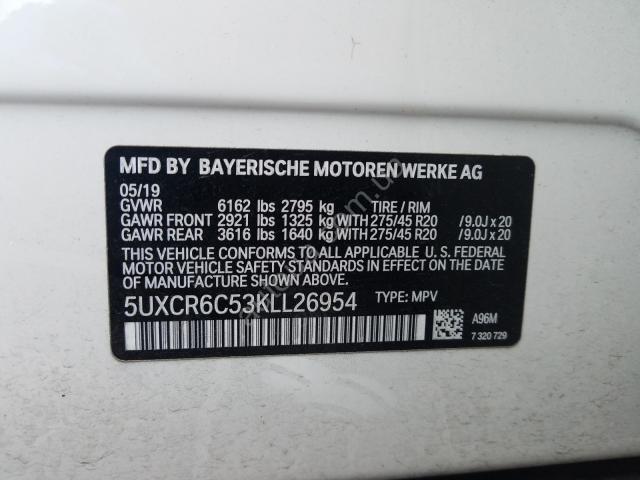 MFD BY BAYERISCHE MOTOREN WERKE AG
05/19
GVWR 6162 lbs 2795 kg TIRE / RIM
GAWR FRONT 2921 lbs 1325 kg WITH 275/45 R20 /9.0J x 20
GAWR REAR 3616 lbs 1640 kg WITH 275/45 R20 /9.0J x 20
THIS VEHICLE CONFORMS TO ALL APPLICABLE U. S. FEDERAL
MOTOR VEHICLE SAFETY STANDARDS IN EFFECT ON THE DATE
OF MANUFACTURE SHOWN ABOVE.
5UXCR6C53KLL26954 TYPE: MPV
A96M
7 320 729